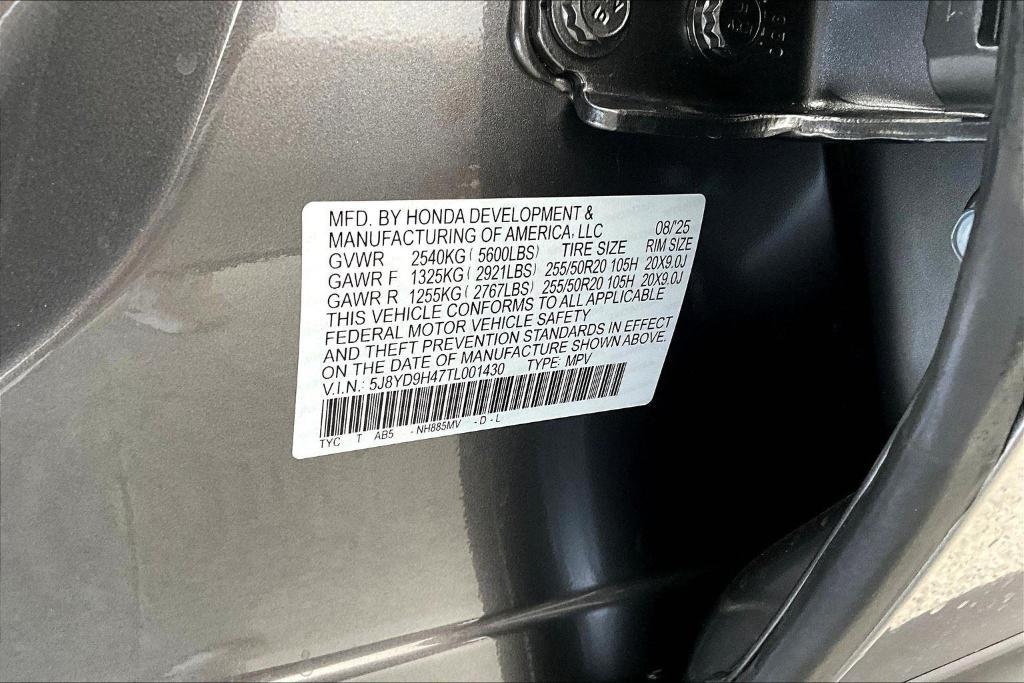 MFD. BY HONDA DEVELOPMENT &
MANUFACTURING OF AMERICA, LLC 08/'25
GVWR 2540KG ( 5600LBS) TIRE SIZE RIM SIZE
GAWR F 1325KG ( 2921LBS) 255/50R20 105H 20X9.0J
GAWR R 1255KG ( 2767LBS) 255/50R20 105H 20X9.0J
THIS VEHICLE CONFORMS TO ALL APPLICABLE
FEDERAL MOTOR VEHICLE SAFETY
AND THEFT PREVENTION STANDARDS IN EFFECT
ON THE DATE OF MANUFACTURE SHOWN ABOVE.
V.I.N.: 5J8YD9H47TL001430 TYPE: MPV
TYC T AB5 - NH885MV - D - L